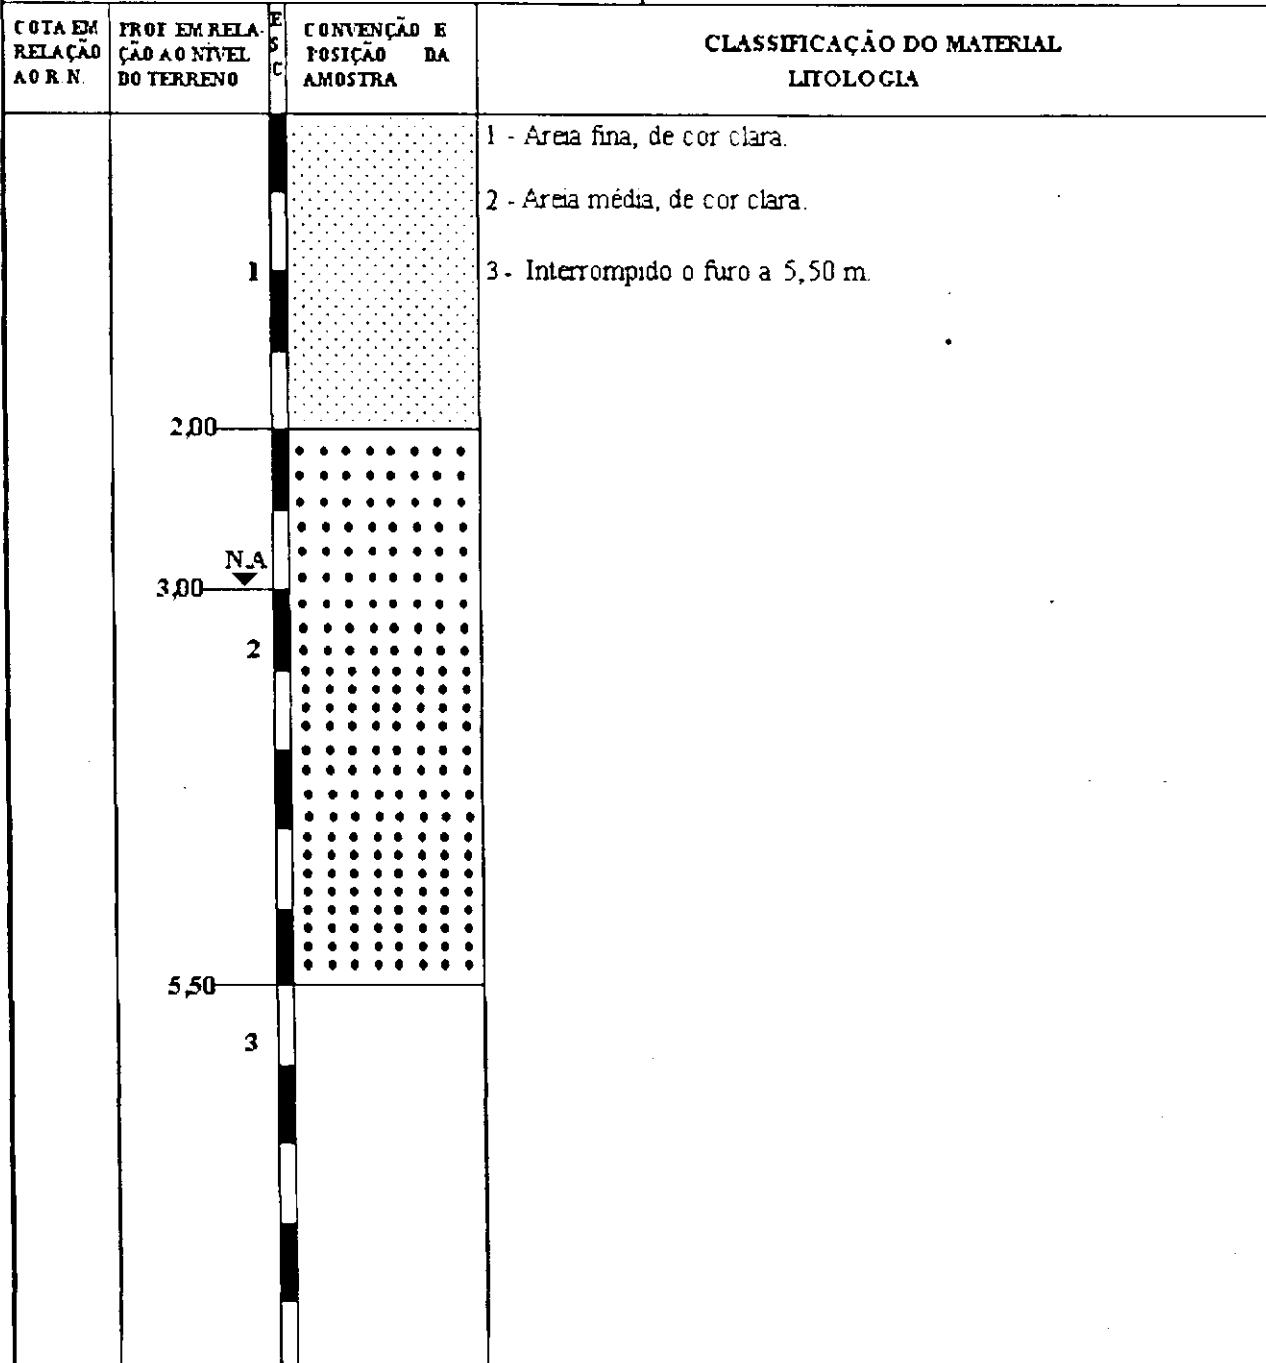 COTA EM
RELAÇÃO
AO R.N.
PROF EM RELA-
ÇÃO AO NÍVEL
DO TERRENO
E
S
C
CONVENÇÃO E
POSIÇÃO DA
AMOSTRA
CLASSIFICAÇÃO DO MATERIAL
LITOLOGIA
1 - Areia fina, de cor clara.
2 - Areia média, de cor clara.
3 - Interrompido o furo a 5,50 m.
1
2,00
N.A
3,00
2
5,50
3